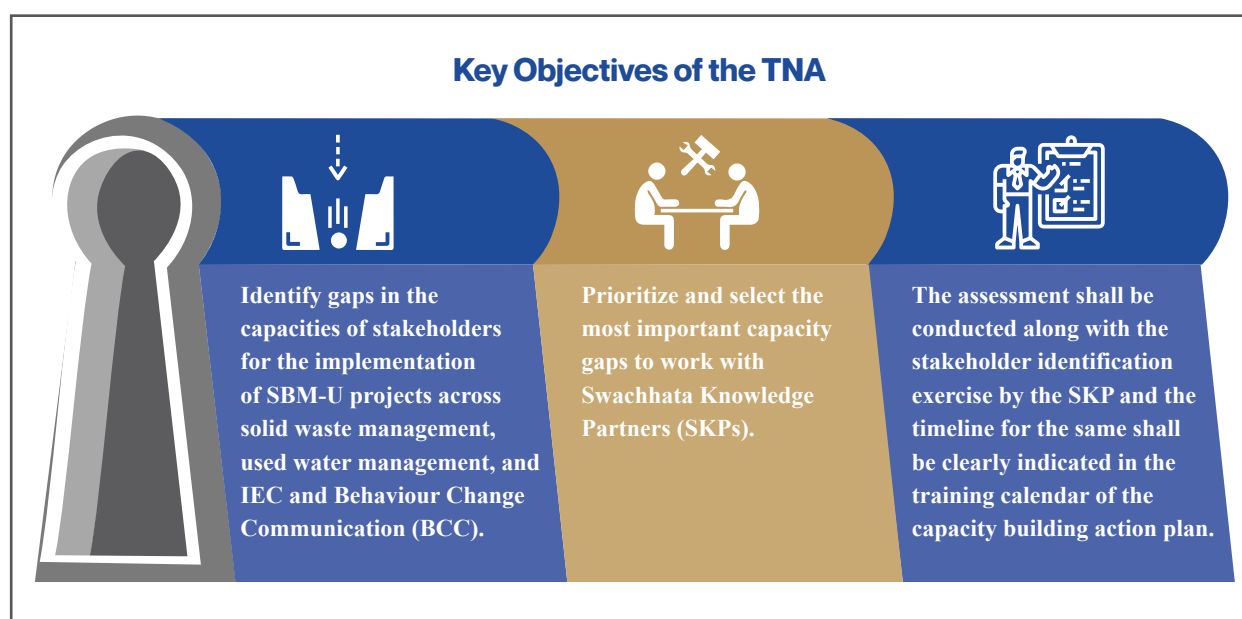 Key Objectives of the TNA
Identify gaps in the
capacities of stakeholders
for the implementation
of SBM-U projects across
solid waste management,
used water management, and
IEC and Behaviour Change
Communication (BCC).
Prioritize and select the
most important capacity
gaps to work with
Swachhata Knowledge
Partners (SKPs).
The assessment shall be
conducted along with the
stakeholder identification
exercise by the SKP and the
timeline for the same shall
be clearly indicated in the
training calendar of the
capacity building action plan.